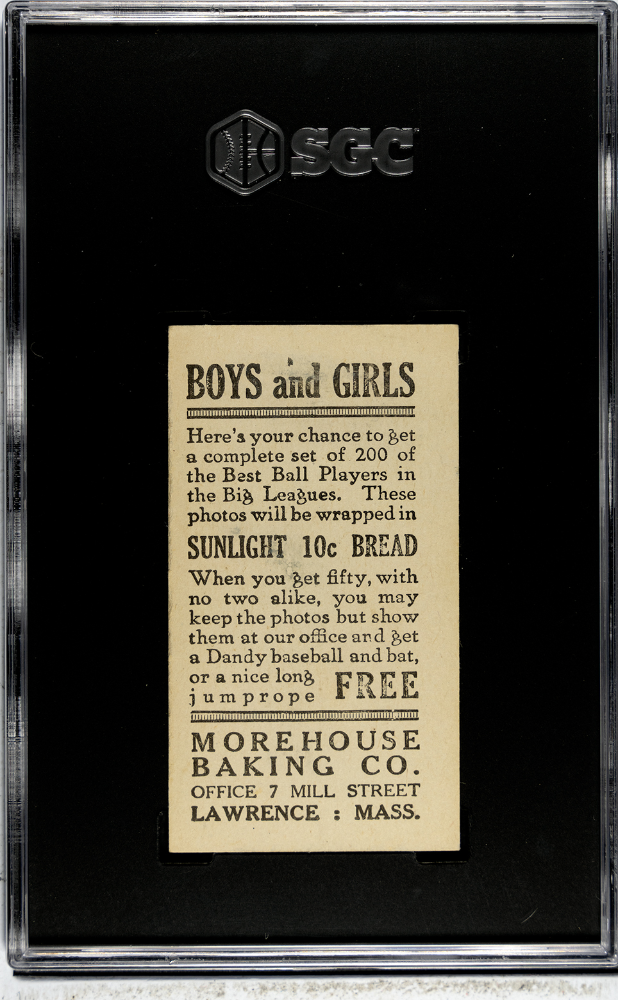 SGC
BOYS and GIRLS
Here's your chance to get
a complete set of 200 of
the Best Ball Players in
the Big Leagues. These
photos will be wrapped in
SUNLIGHT 10c BREAD
When you get fifty, with
no two alike, you may
keep the photos but show
them at our office and get
a Dandy baseball and bat,
or a nice long
jumprope FREE
MOREHOUSE
BAKING CO.
OFFICE 7 MILL STREET
LAWRENCE : MASS.